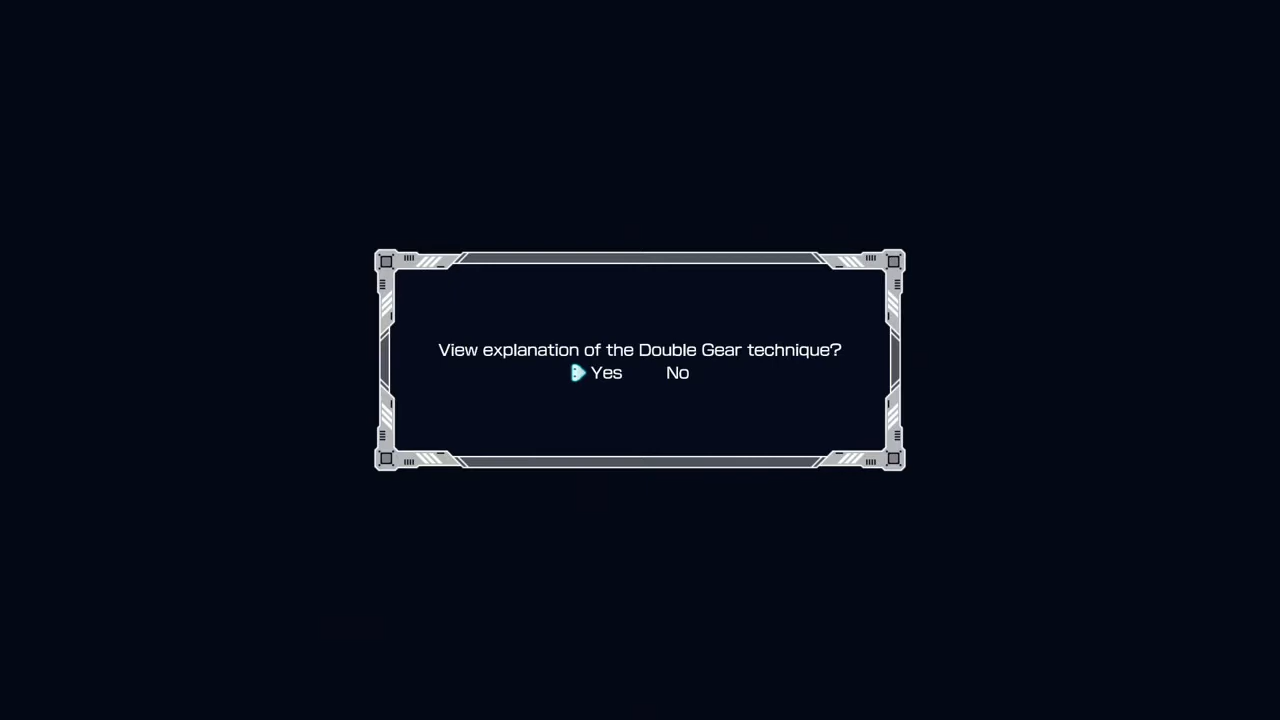 View explanation of the Double Gear technique?
Yes No